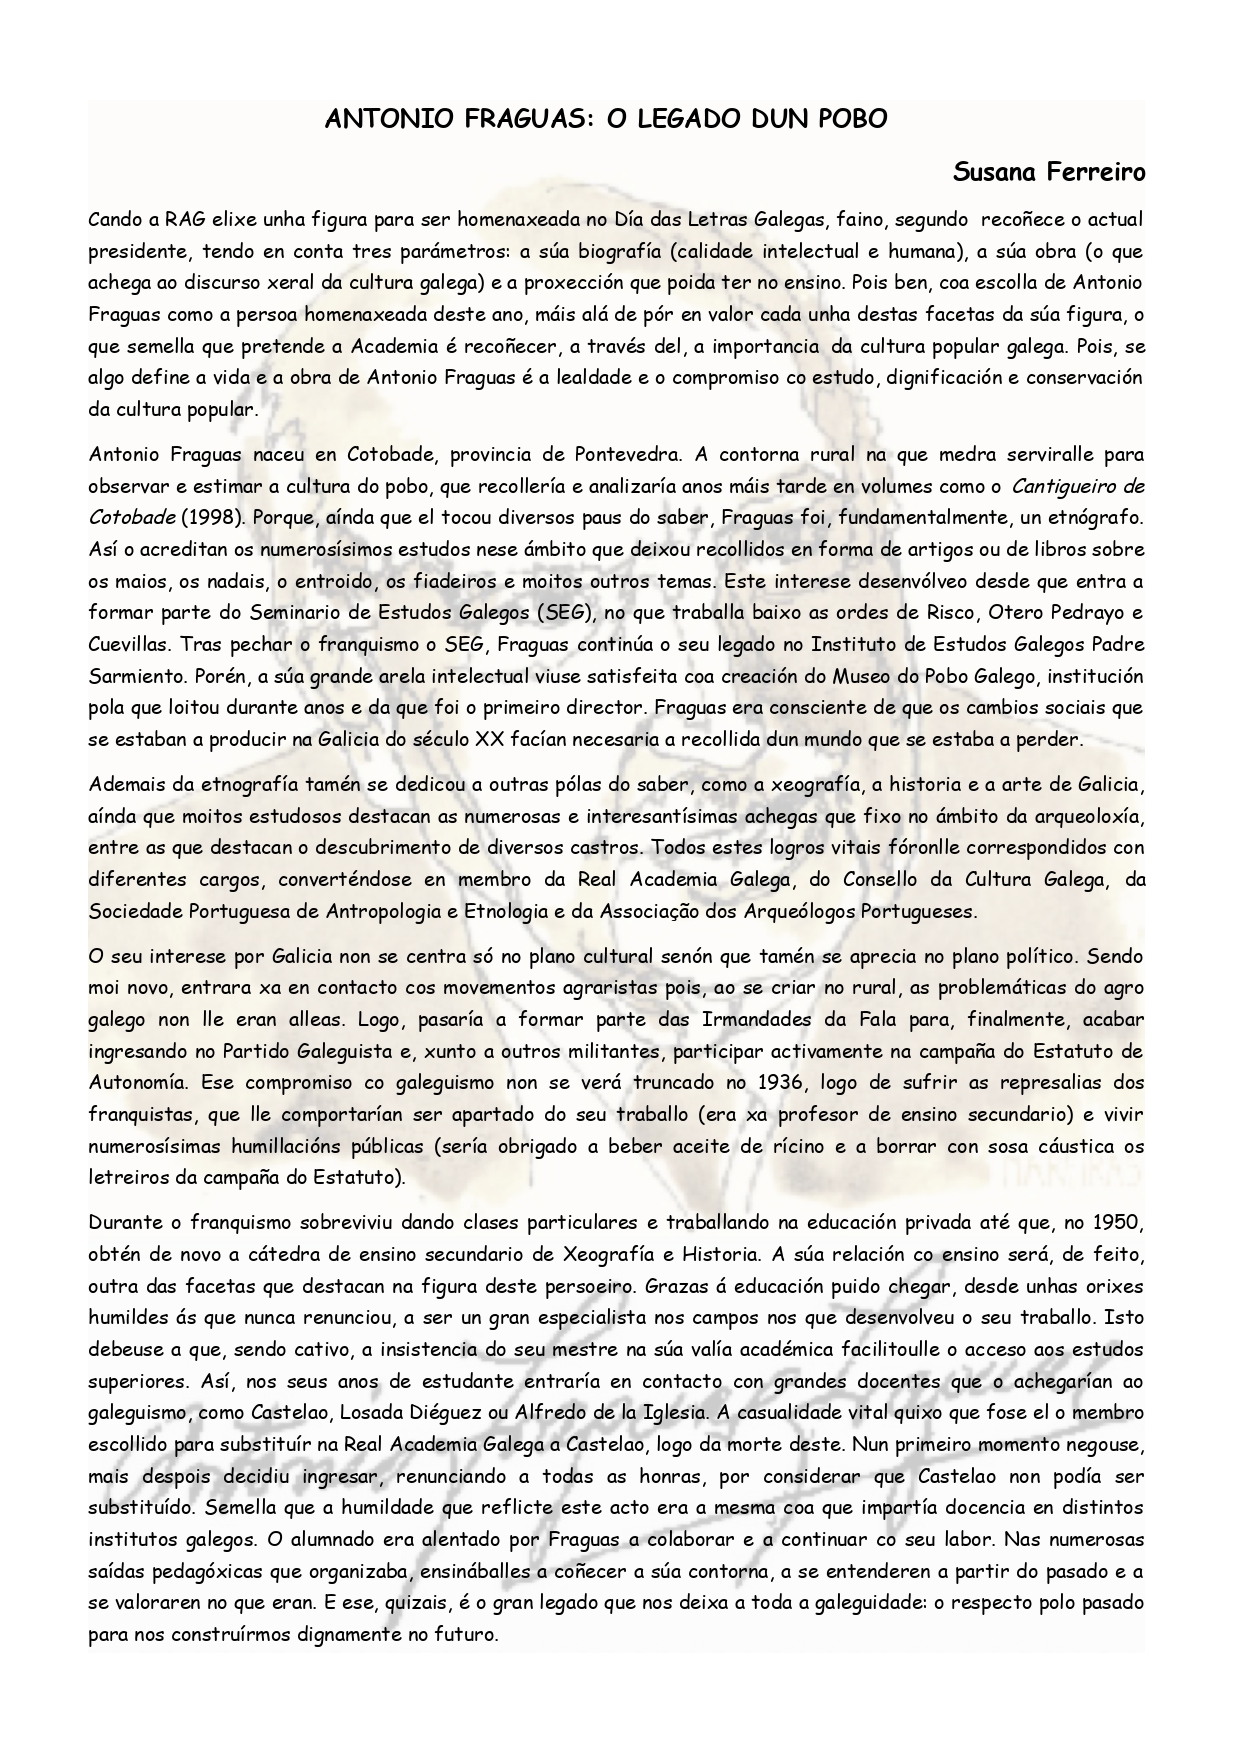 ANTONIO FRAGUAS: O LEGADO DUN POBO
Susana Ferreiro
Cando a RAG elixe unha figura para ser homenaxeada no Día das Letras Galegas, faino, segundo recoñece o actual
presidente, tendo en conta tres parámetros: a súa biografía (calidade intelectual e humana), a súa obra (o que
achega ao discurso xeral da cultura galega) e a proxección que poida ter no ensino. Pois ben, coa escolla de Antonio
Fraguas como a persoa homenaxeada deste ano, máis alá de pór en valor cada unha destas facetas da súa figura, o
que semella que pretende a Academia é recoñecer, a través del, a importancia da cultura popular galega. Pois, se
algo define a vida e a obra de Antonio Fraguas é a lealdade e o compromiso co estudo, dignificación e conservación
da cultura popular.
Antonio Fraguas naceu en Cotobade, provincia de Pontevedra. A contorna rural na que medra serviralle para
observar e estimar a cultura do pobo, que recollería e analizaría anos máis tarde en volumes como o Cantigueiro de
Cotobade (1998). Porque, aínda que el tocou diversos paus do saber, Fraguas foi, fundamentalmente, un etnógrafo.
Así o acreditan os numerosísimos estudos nese ámbito que deixou recollidos en forma de artigos ou de libros sobre
os maios, os nadais, o entroido, os fiadeiros e moitos outros temas. Este interese desenvólveo desde que entra a
formar parte do Seminario de Estudos Galegos (SEG), no que traballa baixo as ordes de Risco, Otero Pedrayo e
Cuevillas. Tras pechar o franquismo o SEG, Fraguas continúa o seu legado no Instituto de Estudos Galegos Padre
Sarmiento. Porén, a súa grande arela intelectual viuse satisfeita coa creación do Museo do Pobo Galego, institución
pola que loitou durante anos e da que foi o primeiro director. Fraguas era consciente de que os cambios sociais que
se estaban a producir na Galicia do século XX facían necesaria a recollida dun mundo que se estaba a perder.
Ademais da etnografía tamén se dedicou a outras pólas do saber, como a xeografía, a historia e a arte de Galicia,
aínda que moitos estudosos destacan as numerosas e interesantísimas achegas que fixo no ámbito da arqueoloxía,
entre as que destacan o descubrimento de diversos castros. Todos estes logros vitais fóronlle correspondidos con
diferentes cargos, converténdose en membro da Real Academia Galega, do Consello da Cultura Galega, da
Sociedade Portuguesa de Antropologia e Etnologia e da Associação dos Arqueólogos Portugueses.
O seu interese por Galicia non se centra só no plano cultural senón que tamén se aprecia no plano político. Sendo
moi novo, entrara xa en contacto cos movementos agraristas pois, ao se criar no rural, as problemáticas do agro
galego non lle eran alleas. Logo, pasaría a formar parte das Irmandades da Fala para, finalmente, acabar
ingresando no Partido Galeguista e, xunto a outros militantes, participar activamente na campaña do Estatuto de
Autonomía. Ese compromiso co galeguismo non se verá truncado no 1936, logo de sufrir as represalias dos
franquistas, que lle comportarían ser apartado do seu traballo (era xa profesor de ensino secundario) e vivir
numerosísimas humillacións públicas (sería obrigado a beber aceite de rícino e a borrar con sosa cáustica os
letreiros da campaña do Estatuto).
Durante o franquismo sobreviviu dando clases particulares e traballando na educación privada até que, no 1950,
obtén de novo a cátedra de ensino secundario de Xeografía e Historia. A súa relación co ensino será, de feito,
outra das facetas que destacan na figura deste persoeiro. Grazas á educación puido chegar, desde unhas orixes
humildes ás que nunca renunciou, a ser un gran especialista nos campos nos que desenvolveu o seu traballo. Isto
debeuse a que, sendo cativo, a insistencia do seu mestre na súa valía académica facilitoulle o acceso aos estudos
superiores. Así, nos seus anos de estudante entraría en contacto con grandes docentes que o achegarían ao
galeguismo, como Castelao, Losada Diéguez ou Alfredo de la Iglesia. A casualidade vital quixo que fose el o membro
escollido para substituír na Real Academia Galega a Castelao, logo da morte deste. Nun primeiro momento negouse,
mais despois decidiu ingresar, renunciando a todas as honras, por considerar que Castelao non podía ser
substituído. Semella que a humildade que reflicte este acto era a mesma coa que impartía docencia en distintos
institutos galegos. O alumnado era alentado por Fraguas a colaborar e a continuar co seu labor. Nas numerosas
saídas pedagóxicas que organizaba, ensináballes a coñecer a súa contorna, a se entenderen a partir do pasado e a
se valoraren no que eran. E ese, quizais, é o gran legado que nos deixa a toda a galeguidade: o respecto polo pasado
para nos construírmos dignamente no futuro.